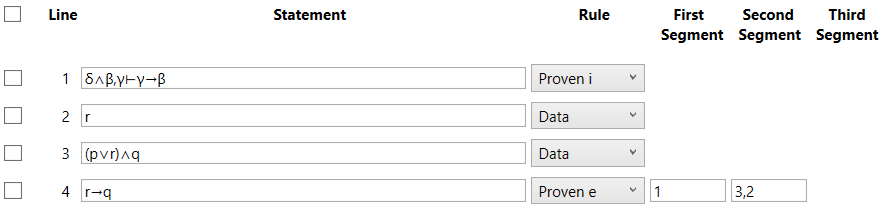 Line Statement Rule First Segment Second Segment Third Segment
1 δ∧β,γ⊢γ→β Proven i
2 r Data
3 (p∨r)∧q Data
4 r→q Proven e 1 3,2